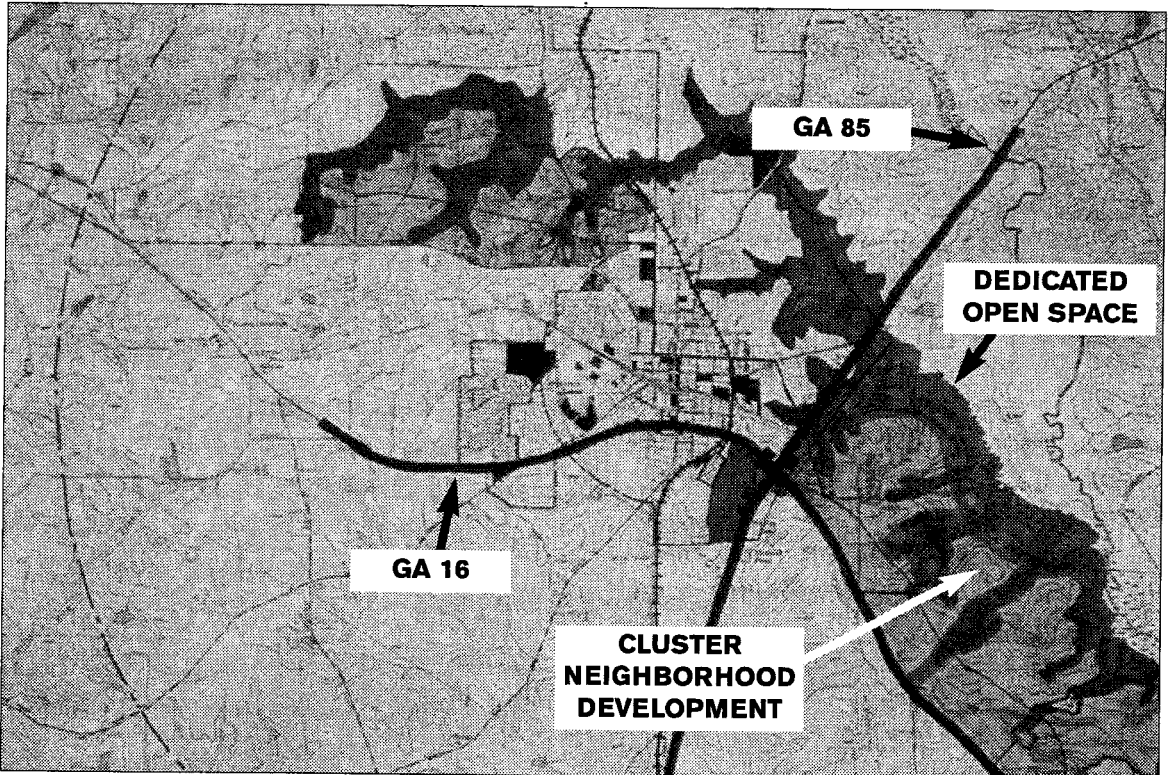 GA 85
DEDICATED
OPEN SPACE
GA 16
CLUSTER
NEIGHBORHOOD
DEVELOPMENT